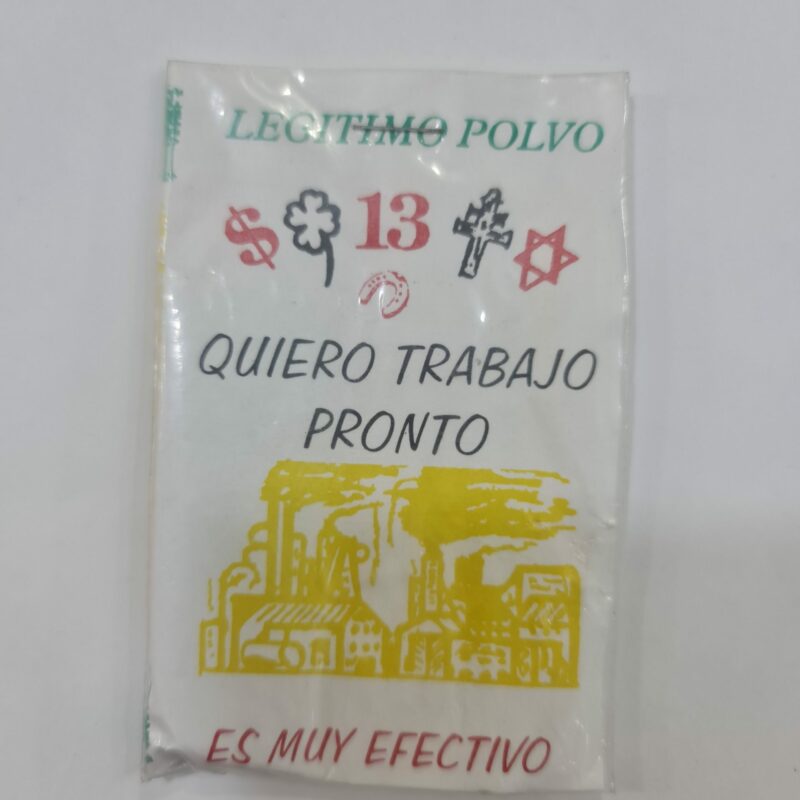 LEGITIMO POLVO
$ 13
QUIERO TRABAJO
PRONTO
ES MUY EFECTIVO